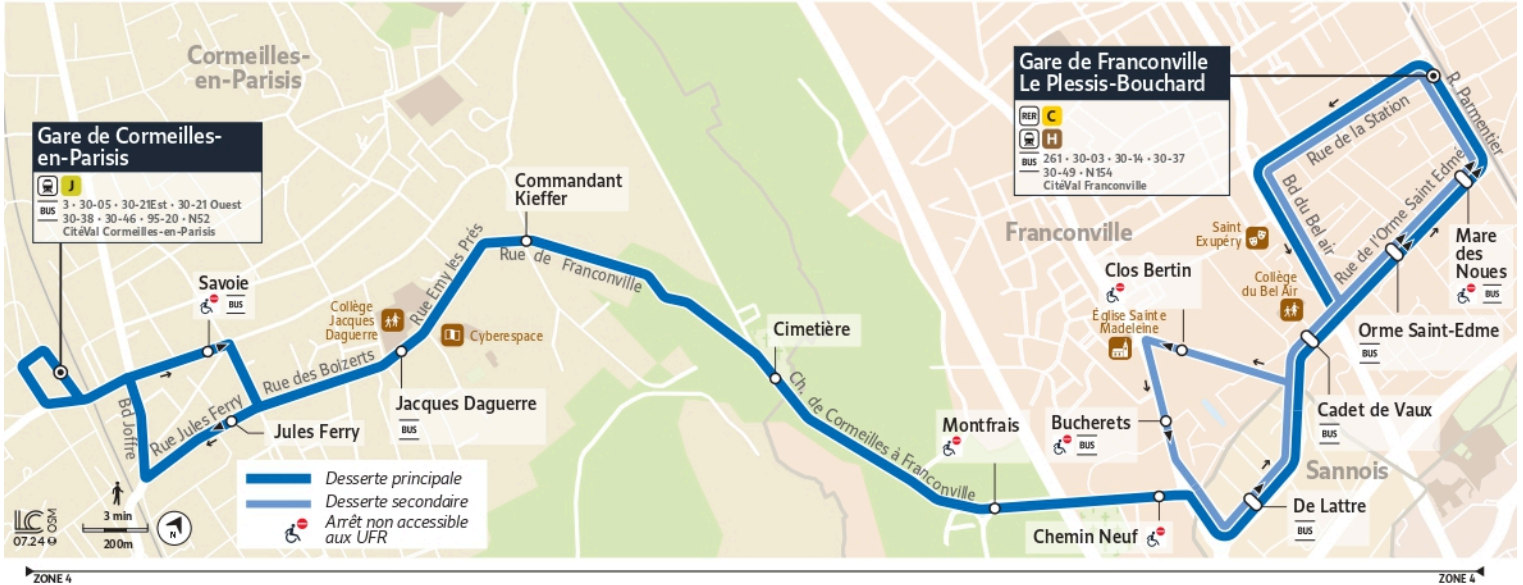 Cormeilles-
en-Parisis
Gare de Cormeilles-
en-Parisis
J
BUS
3 • 30-05 • 30-21Est • 30-21 Ouest
30-38 • 30-46 • 95-20 • N52
CitéVal Cormeilles-en-Parisis
Savoie
BUS
Bd Joffre
Rue Jules Ferry
Jules Ferry
Rue des Boizerts
Collège
Jacques
Daguerre
Jacques Daguerre
BUS
Rue Emy les Prés
Cyberespace
Commandant
Kieffer
Rue de Franconville
Cimetière
Ch. de Cormeilles à Franconville
Montfrais
Chemin Neuf
Gare de Franconville
Le Plessis-Bouchard
RER C
H
BUS
261 • 30-03 • 30-14 • 30-37
30-49 • N154
CitéVal Franconville
Franconville
R. Parmentier
Rue de la Station
Bd du Bel air
Rue de l'Orme Saint Edmé
Saint
Exupéry
Collège
du Bel Air
Mare
des
Noues
BUS
Orme Saint-Edme
BUS
Clos Bertin
Église Sainte
Madeleine
Bucherets
BUS
Cadet de Vaux
BUS
Sannois
De Lattre
BUS
Desserte principale
Desserte secondaire
Arrêt non accessible
aux UFR
LC
07.24 © OSM
3 min
200m
N
ZONE 4
ZONE 4